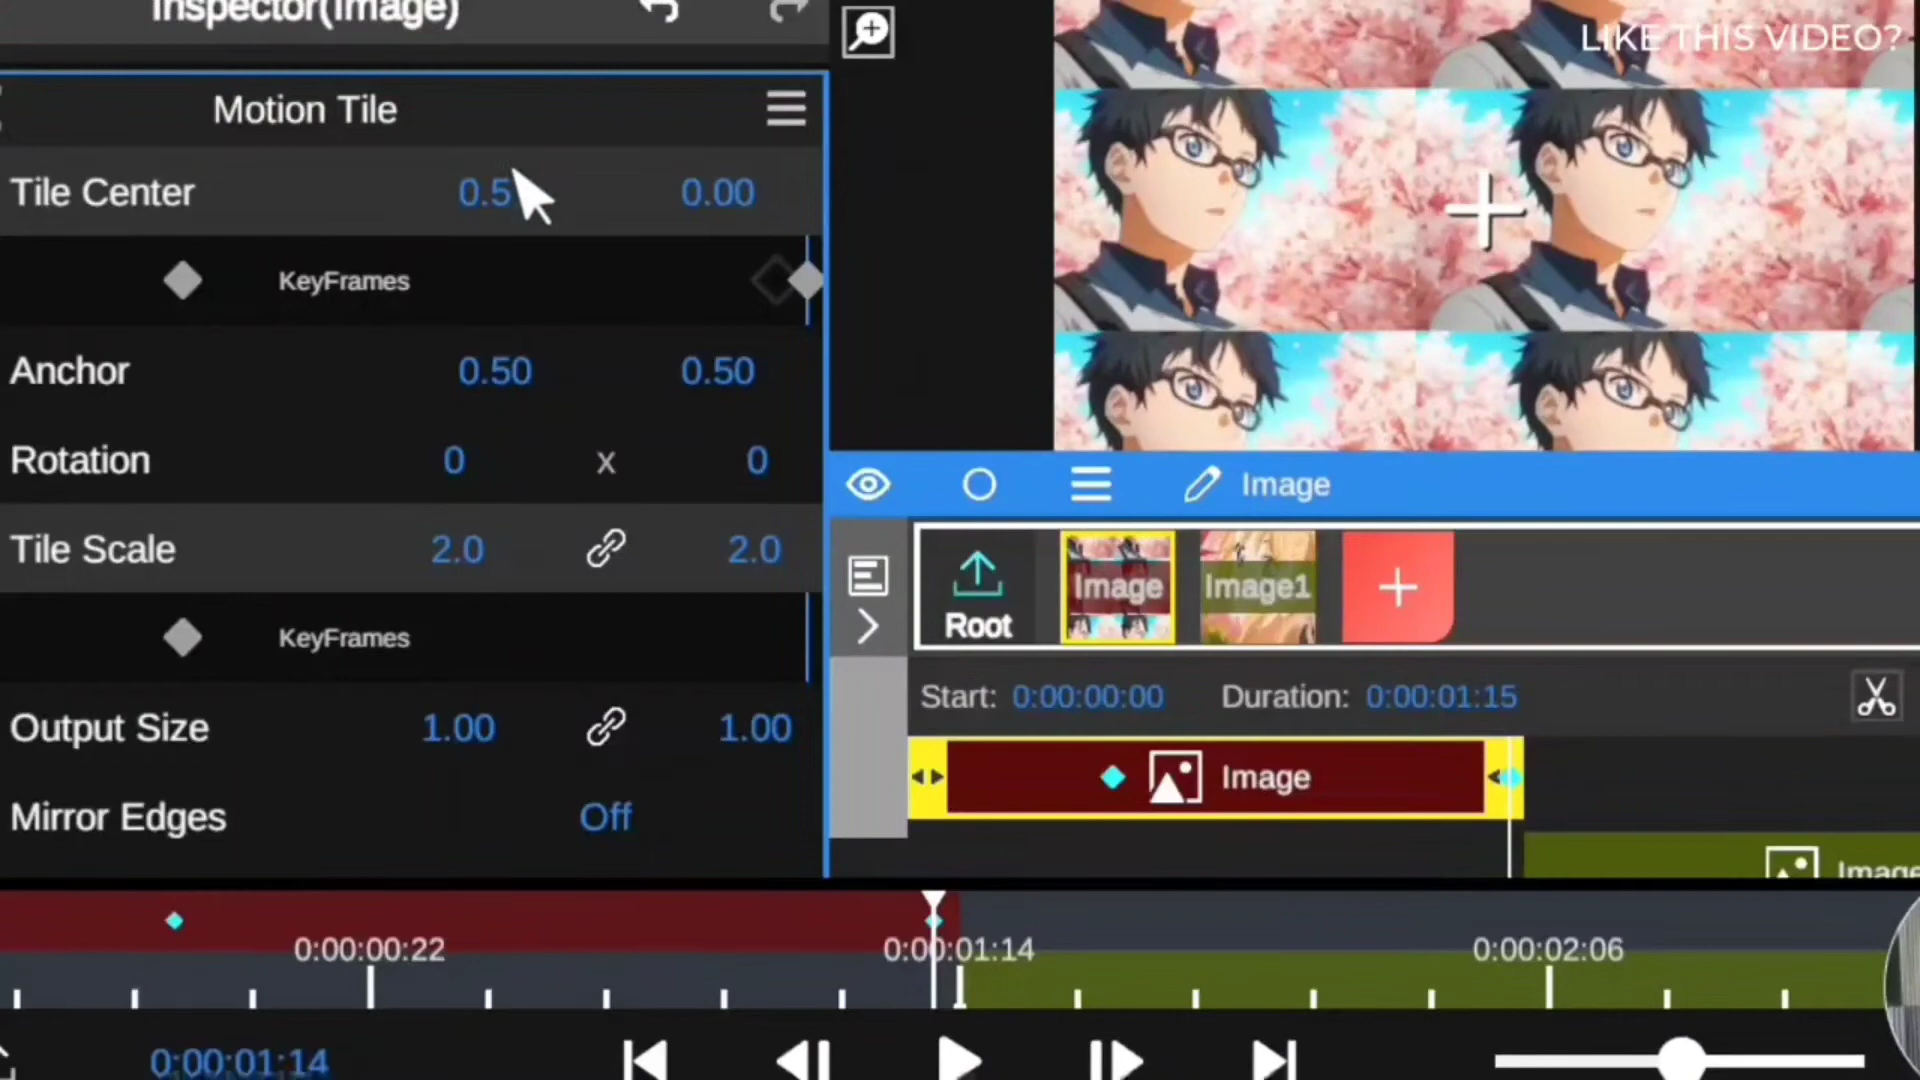 Inspector(Image)
LIKE THIS VIDEO?
Motion Tile
Tile Center 0.5 0.00
KeyFrames
Anchor 0.50 0.50
Rotation 0 x 0
Tile Scale 2.0 2.0
KeyFrames
Output Size 1.00 1.00
Mirror Edges Off
Image
Root Image Image1
Start: 0:00:00:00 Duration: 0:00:01:15
Image
Image
0:00:00:22 0:00:01:14 0:00:02:06
0:00:01:14